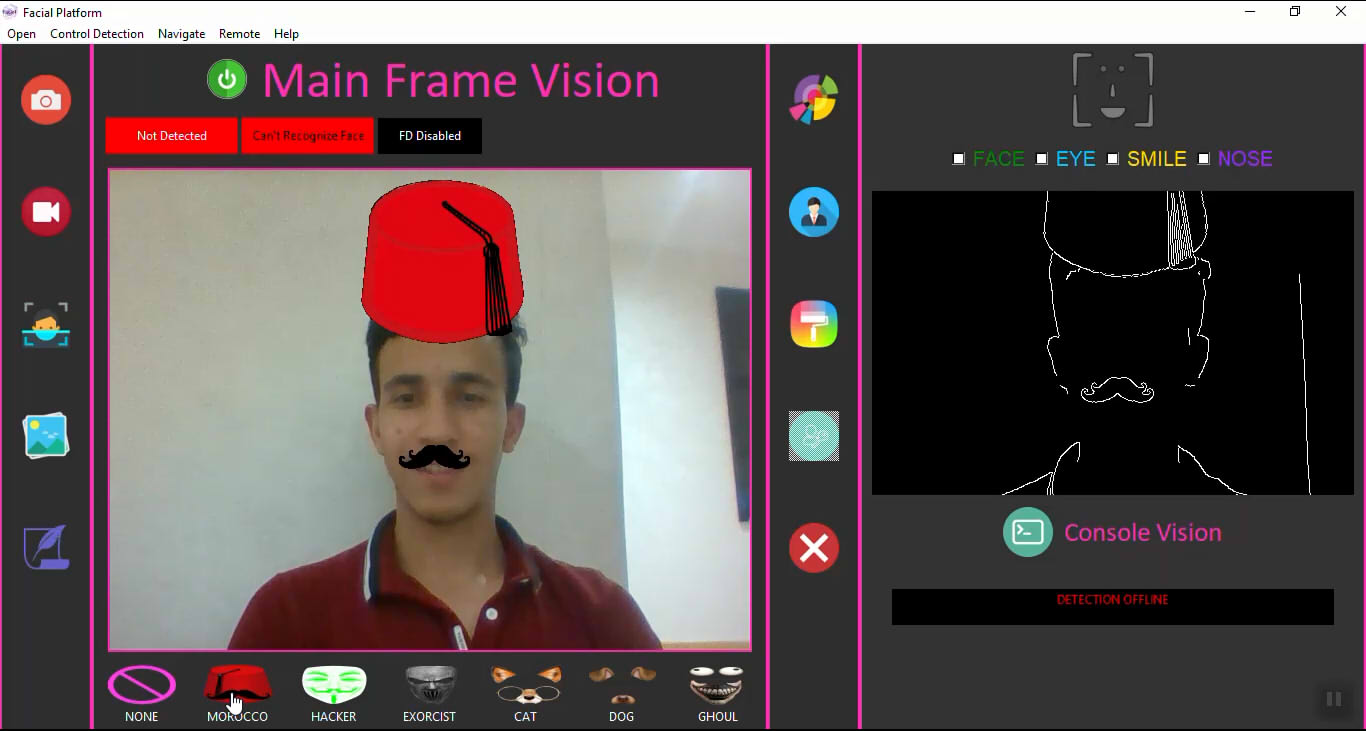 Facial Platform
Open Control Detection Navigate Remote Help
Main Frame Vision
Not Detected
Can't Recognize Face
FD Disabled
FACE EYE SMILE NOSE
Console Vision
DETECTION OFFLINE
NONE MOROCCO HACKER EXORCIST CAT DOG GHOUL